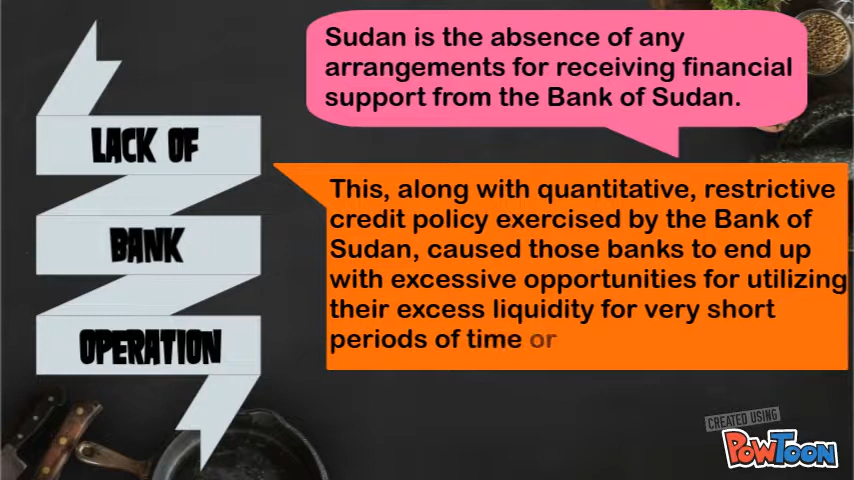 Sudan is the absence of any
arrangements for receiving financial
support from the Bank of Sudan.
LACK OF
BANK
OPERATION
This, along with quantitative, restrictive
credit policy exercised by the Bank of
Sudan, caused those banks to end up
with excessive opportunities for utilizing
their excess liquidity for very short
periods of time or
CREATED USING
POWTOON